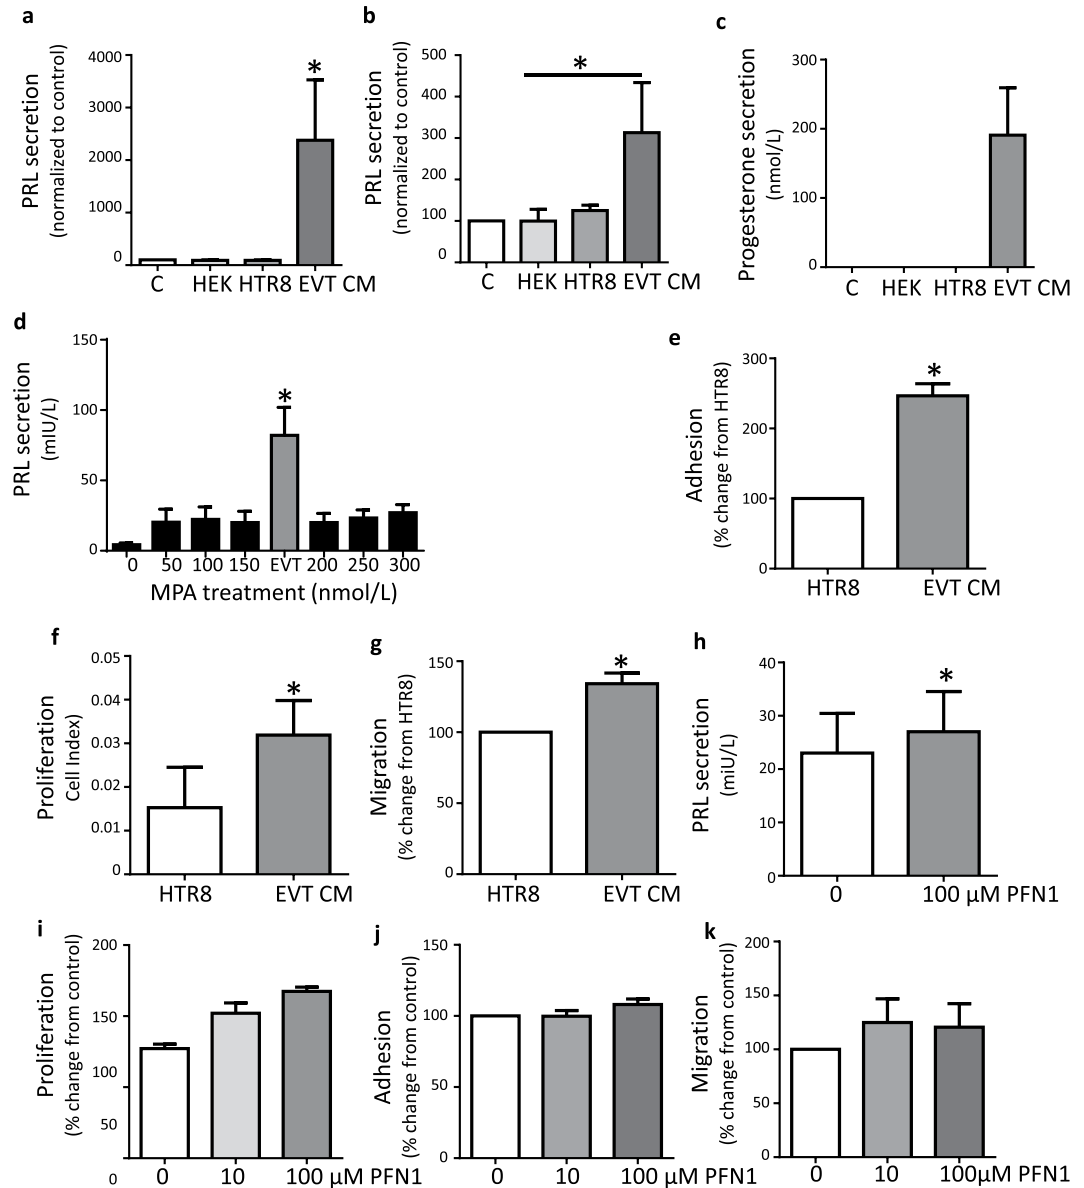 a
PRL secretion
(normalized to control)
4000
3000
2000
1000
0
*
C HEK HTR8 EVT CM
b
PRL secretion
(normalized to control)
500
400
300
200
100
0
*
C HEK HTR8 EVT CM
c
Progesterone secretion
(nmol/L)
300
200
100
0
C HEK HTR8 EVT CM
d
PRL secretion
(mIU/L)
150
100
50
0
*
0 50 100 150 EVT 200 250 300
MPA treatment (nmol/L)
e
Adhesion
(% change from HTR8)
300
200
100
0
*
HTR8 EVT CM
f
Proliferation
Cell Index)
0.05
0.04
0.03
0.02
0.01
0
*
HTR8 EVT CM
g
Migration
(% change from HTR8)
150
100
50
0
*
HTR8 EVT CM
h
PRL secretion
(miU/L)
40
30
20
10
0
*
0 100 µM PFN1
i
Proliferation
(% change from control)
200
150
100
50
0
0 10 100 µM PFN1
j
Adhesion
(% change from control)
150
100
50
0
0 10 100 µM PFN1
k
Migration
(% change from control)
200
150
100
50
0
0 10 100µM PFN1